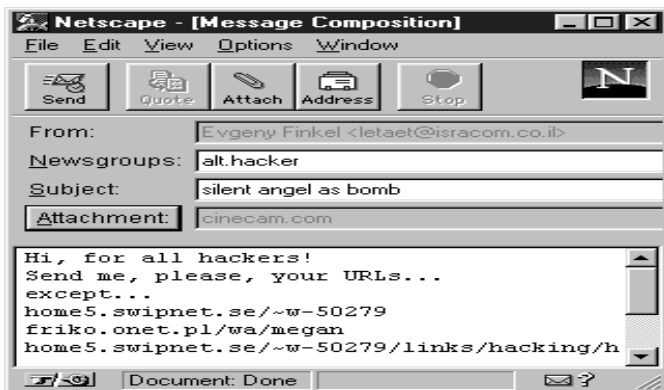 Netscape - [Message Composition]
File Edit View Options Window
Send Quote Attach Address Stop N
From: Evgeny Finkel <letaet@isracom.co.il>
Newsgroups: alt.hacker
Subject: silent angel as bomb
Attachment: cinecam.com
Hi, for all hackers!
Send me, please, your URLs...
except...
home5.swipnet.se/~w-50279
friko.onet.pl/wa/megan
home5.swipnet.se/~w-50279/links/hacking/h
Document: Done ?